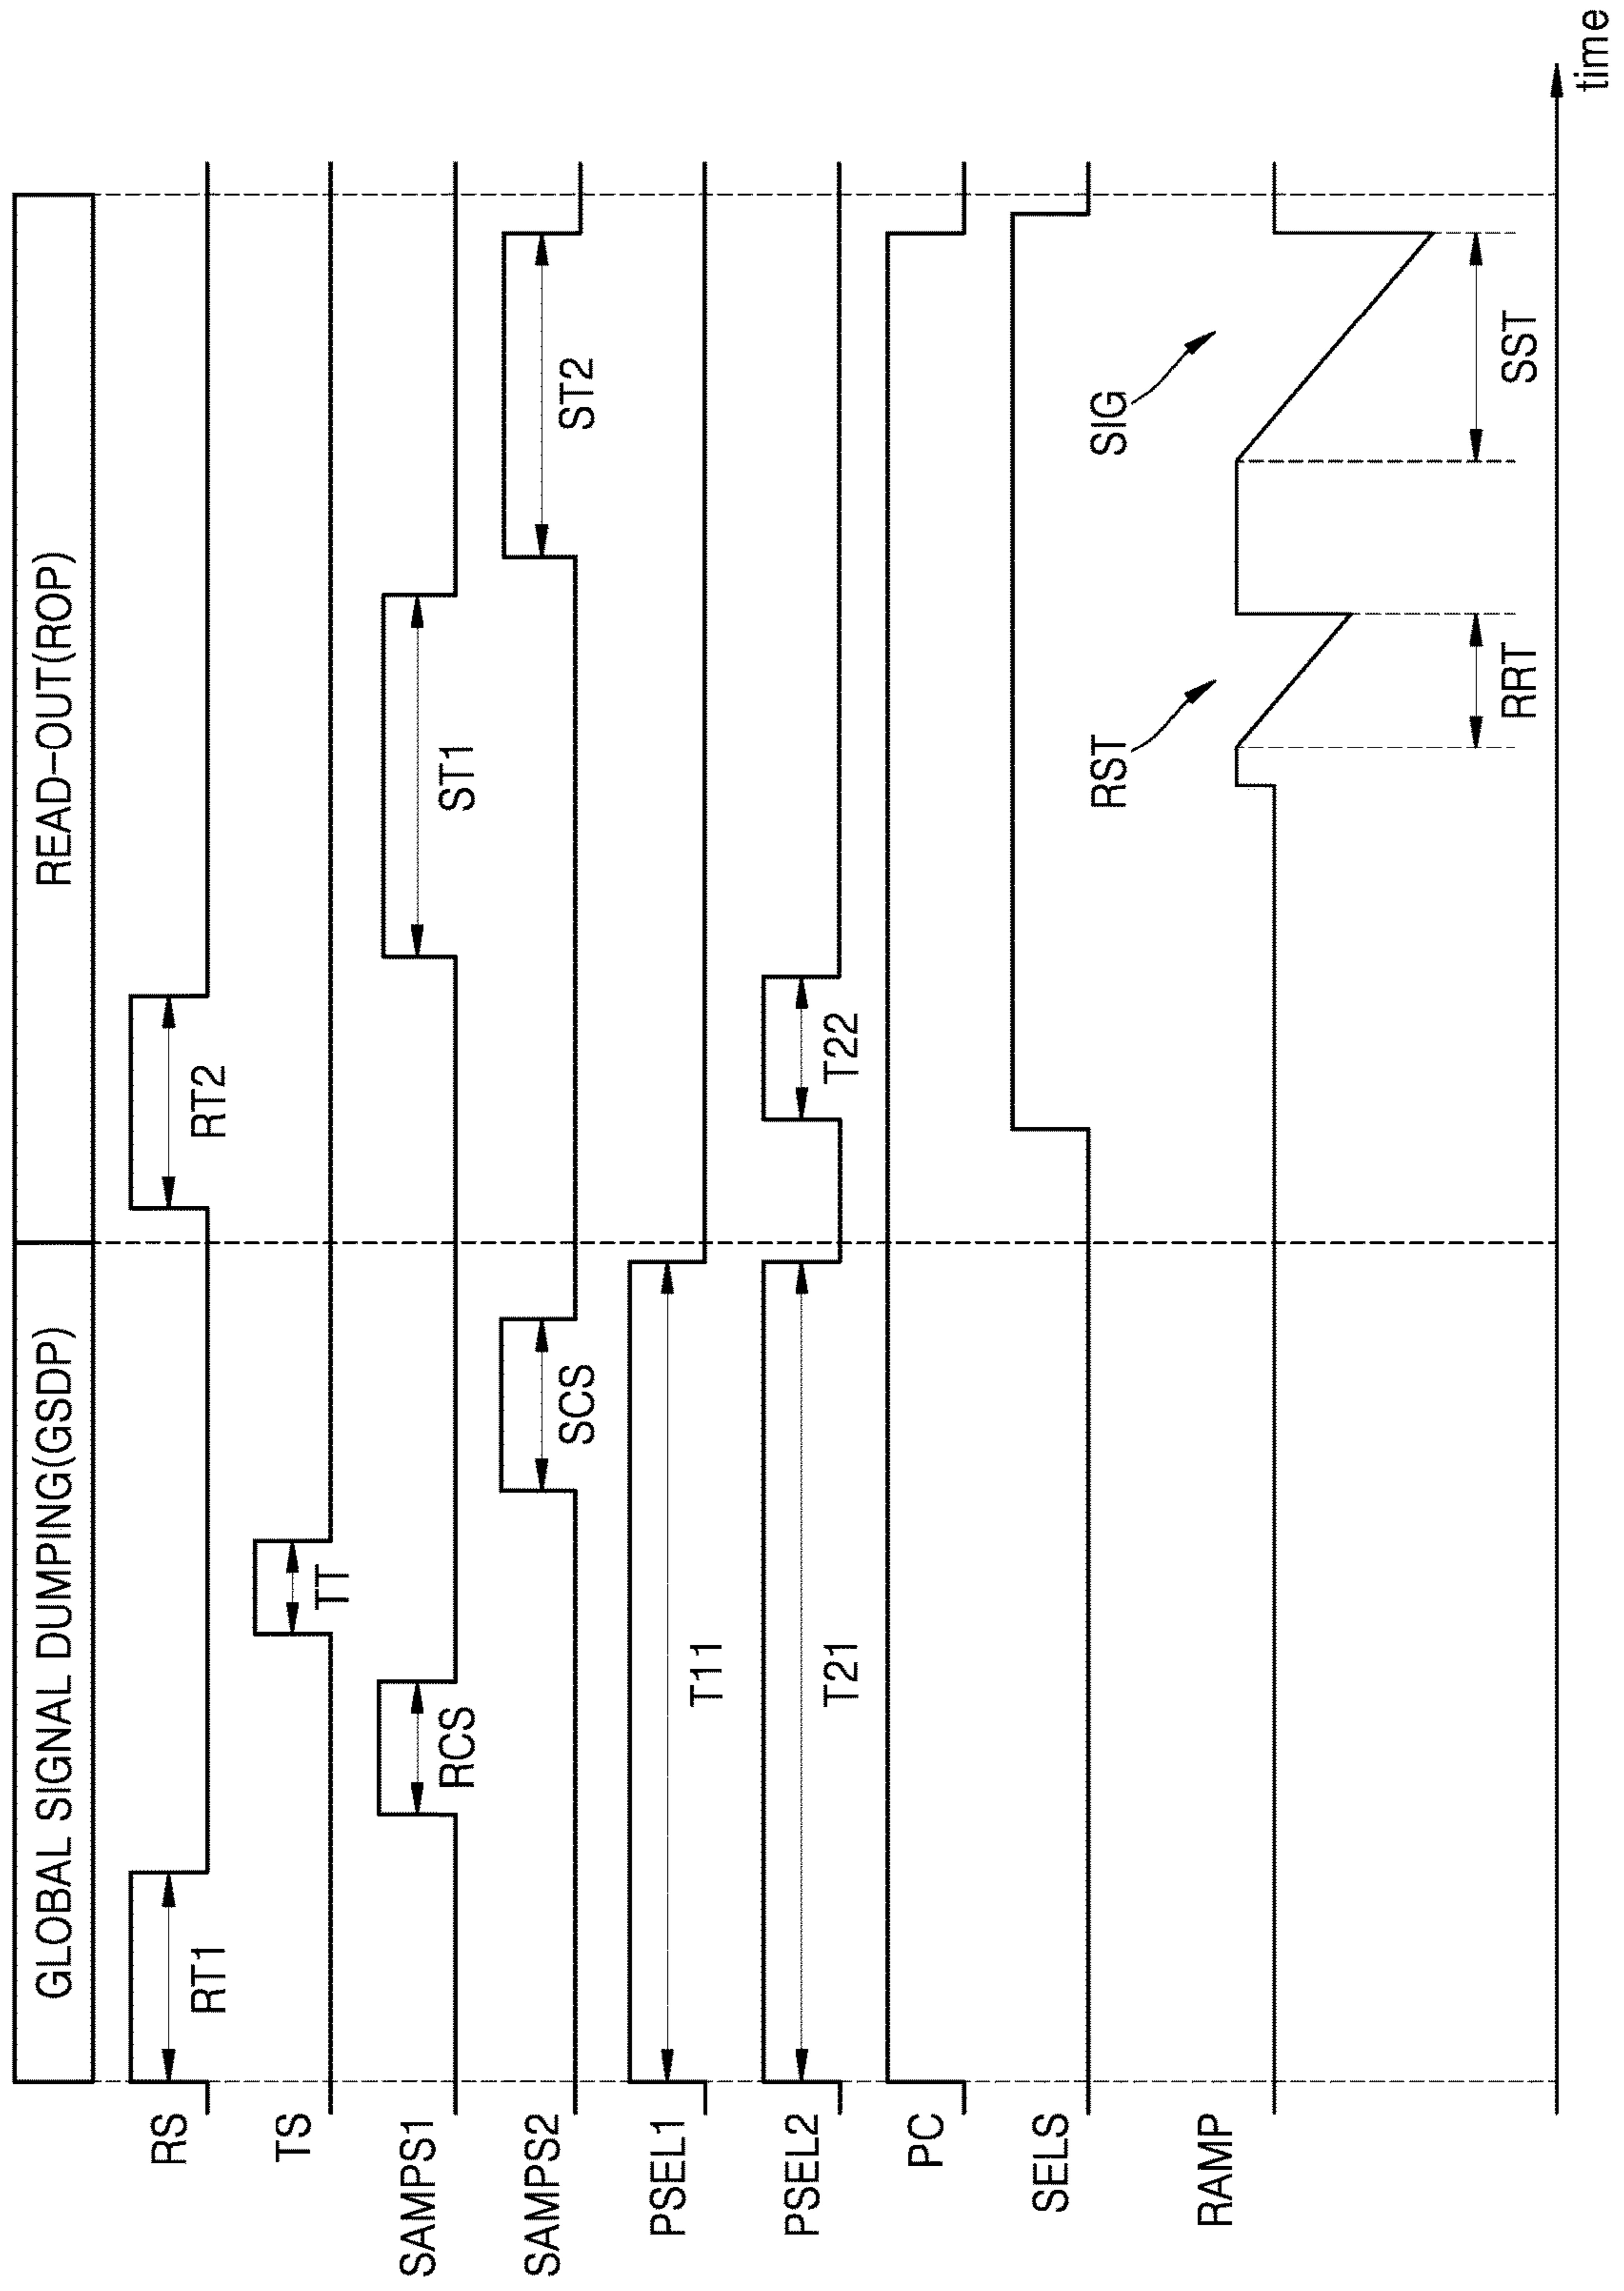 GLOBAL SIGNAL DUMPING(GSDP)
READ-OUT(ROP)
RS
RT1
RT2
TS
TT
SAMPS1
RCS
ST1
SAMPS2
SCS
ST2
PSEL1
T11
PSEL2
T21
T22
PC
SELS
RAMP
RST
SIG
RRT
SST
time